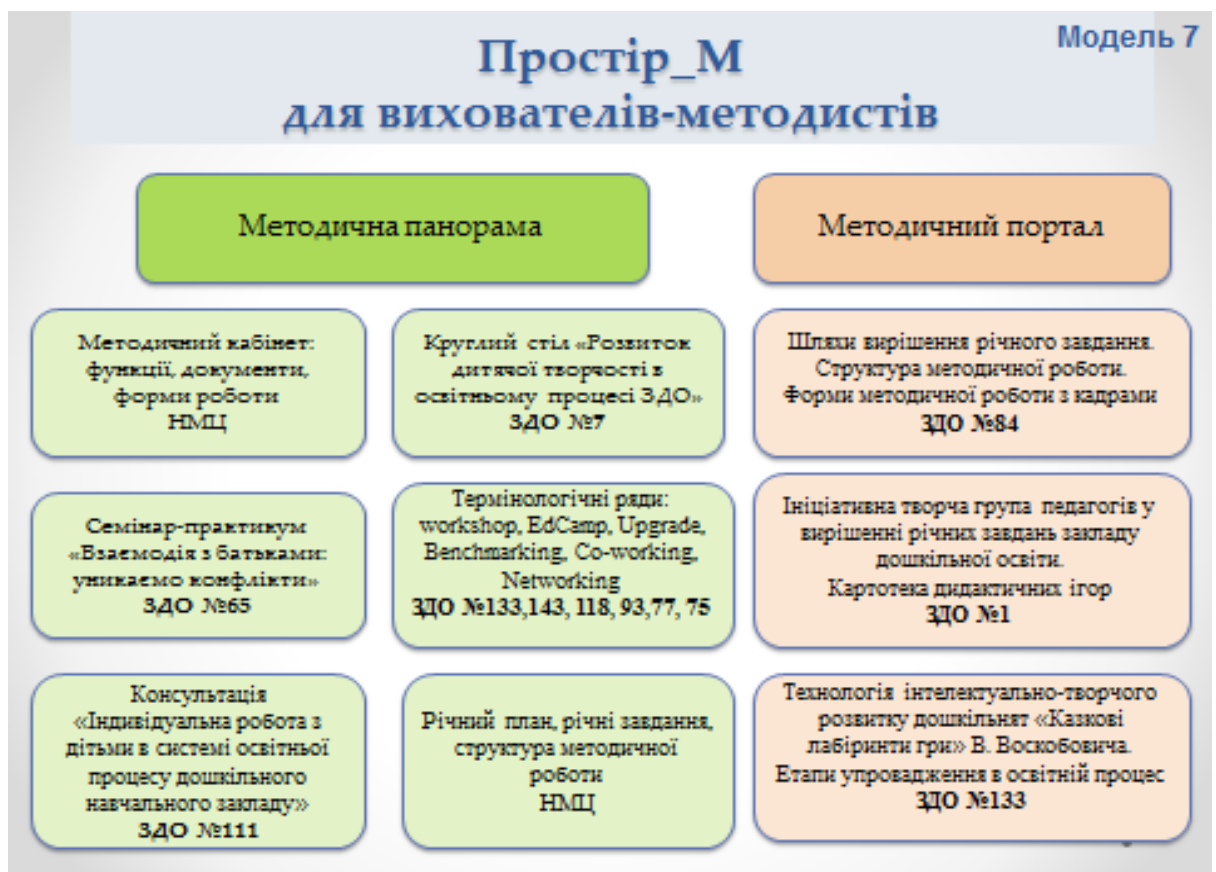 Модель 7
Простір_М
для вихователів-методистів
Методична панорама
Методичний портал
Методичний кабінет:
функції, документи,
форми роботи
НМЦ
Круглий стіл «Розвиток
дитячої творчості в
освітньому процесі ЗДО»
ЗДО №7
Шляхи вирішення річного завдання.
Структура методичної роботи.
Форми методичної роботи з кадрами
ЗДО №84
Семінар-практикум
«Взаємодія з батьками:
уникаємо конфлікти»
ЗДО №65
Термінологічні ряди:
workshop, EdCamp, Upgrade,
Benchmarking, Co-working,
Networking
ЗДО №133,143, 118, 93,77, 75
Ініціативна творча група педагогів у
вирішенні річних завдань закладу
дошкільної освіти.
Картотека дидактичних ігор
ЗДО №1
Консультація
«Індивідуальна робота з
дітьми в системі освітньої
процесу дошкільного
навчального закладу»
ЗДО №111
Річний план, річні завдання,
структура методичної
роботи
НМЦ
Технологія інтелектуально-творчого
розвитку дошкільнят «Казкові
лабіринти гри» В. Воскобовича.
Етапи упровадження в освітній процес
ЗДО №133